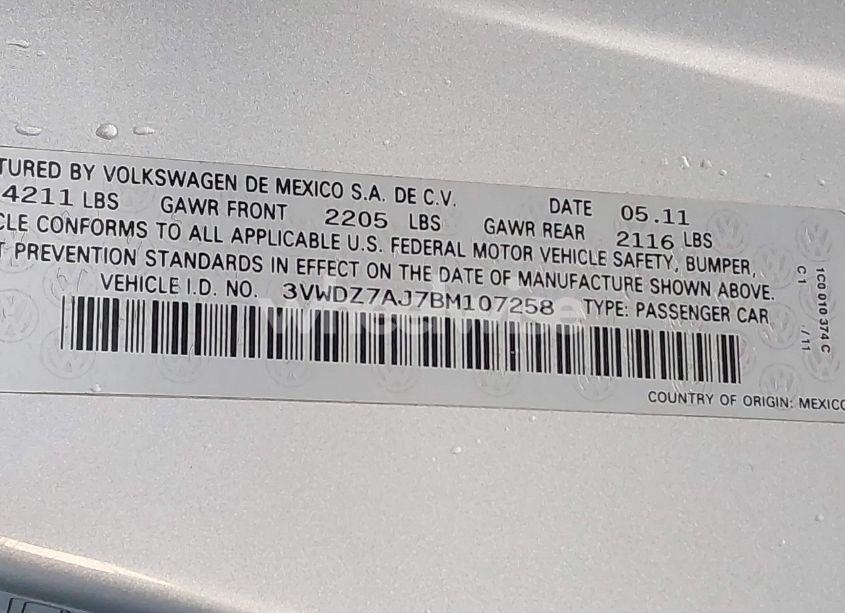 TURED BY VOLKSWAGEN DE MEXICO S.A. DE C.V. DATE 05.11
4211 LBS GAWR FRONT 2205 LBS GAWR REAR 2116 LBS
CLE CONFORMS TO ALL APPLICABLE U.S. FEDERAL MOTOR VEHICLE SAFETY, BUMPER,
T PREVENTION STANDARDS IN EFFECT ON THE DATE OF MANUFACTURE SHOWN ABOVE.
VEHICLE I.D. NO. 3VWDZ7AJ7BM107258 TYPE: PASSENGER CAR
COUNTRY OF ORIGIN: MEXICO
1C0 010 374 C
C1 /11